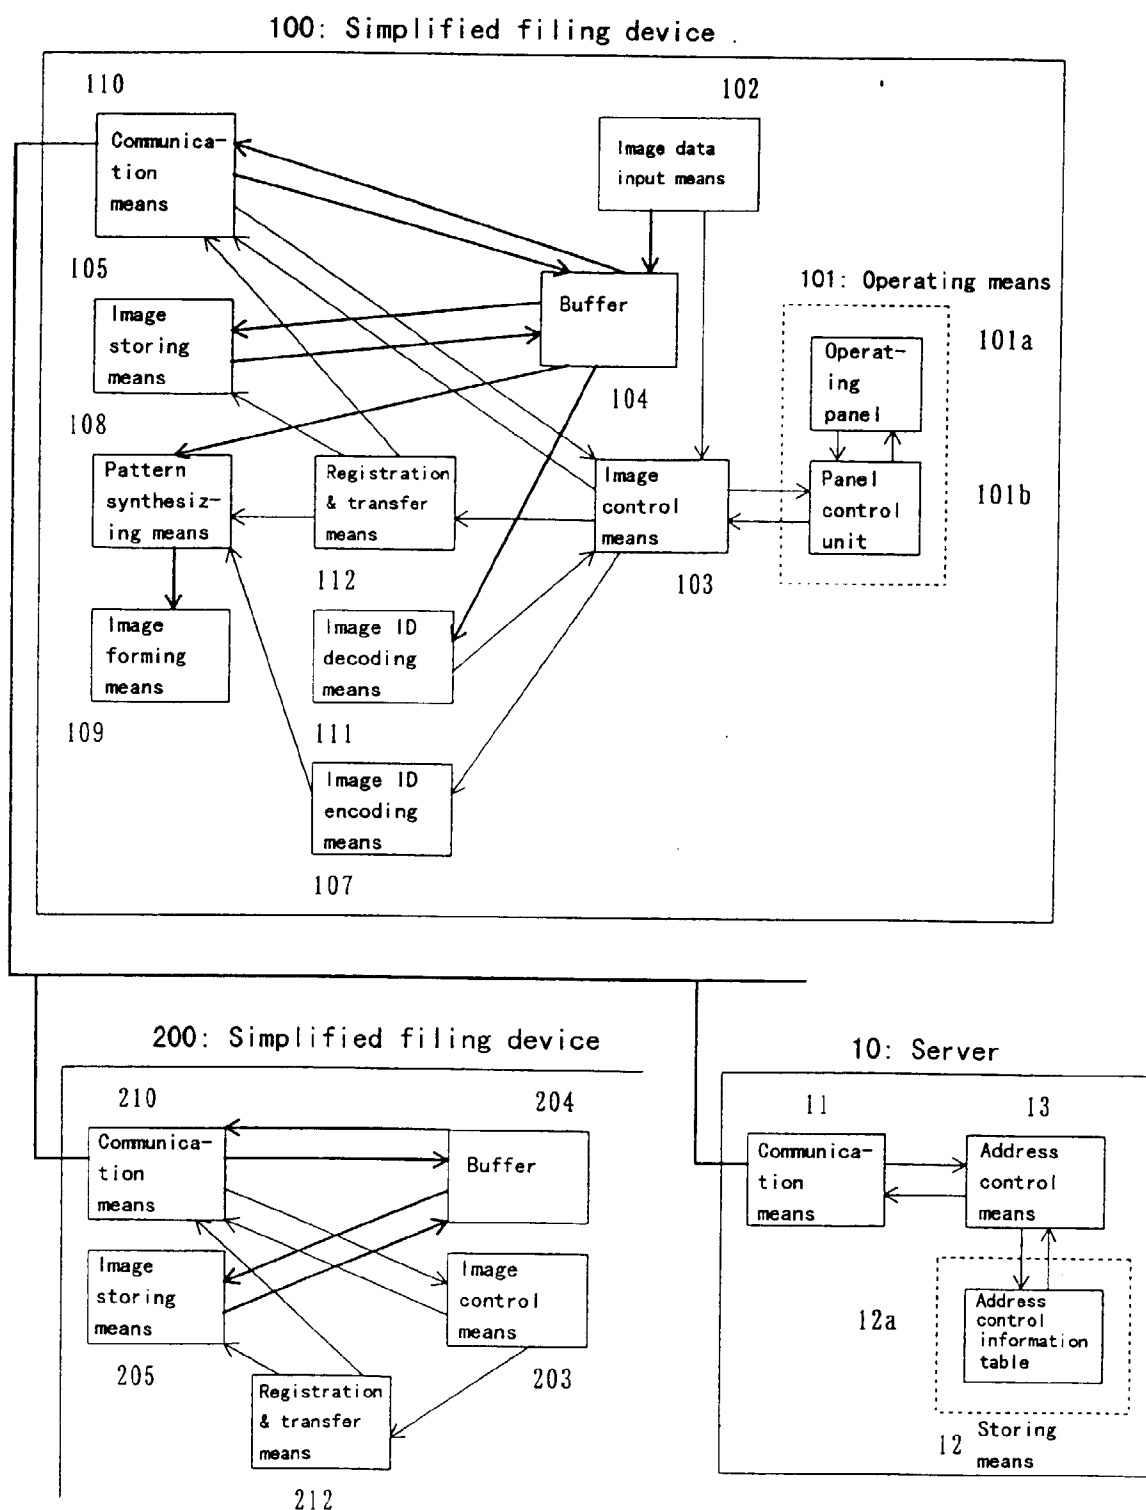 100: Simplified filing device
110
102
Communica-
tion
means
Image data
input means
105
101: Operating means
Image
storing
means
Buffer
101a
Operat-
ing
panel
104
108
Pattern
synthesiz-
ing means
Registration
& transfer
means
Image
control
means
Panel
control
unit
101b
112
103
Image
forming
means
Image ID
decoding
means
109
111
Image ID
encoding
means
107
200: Simplified filing device
10: Server
210
204
11
13
Communica-
tion
means
Buffer
Communica-
tion
means
Address
control
means
Image
storing
means
Image
control
means
12a
Address
control
information
table
205
203
Registration
& transfer
means
12
Storing
means
212